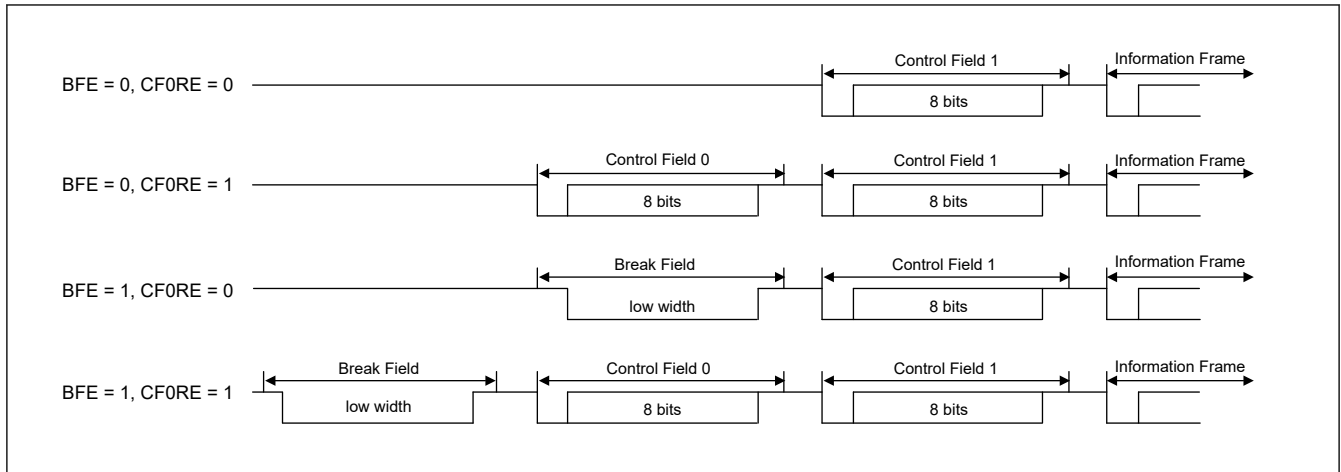 BFE = 0, CF0RE = 0
Control Field 1
Information Frame
8 bits
BFE = 0, CF0RE = 1
Control Field 0
Control Field 1
Information Frame
8 bits
8 bits
BFE = 1, CF0RE = 0
Break Field
Control Field 1
Information Frame
low width
8 bits
BFE = 1, CF0RE = 1
Break Field
Control Field 0
Control Field 1
Information Frame
low width
8 bits
8 bits